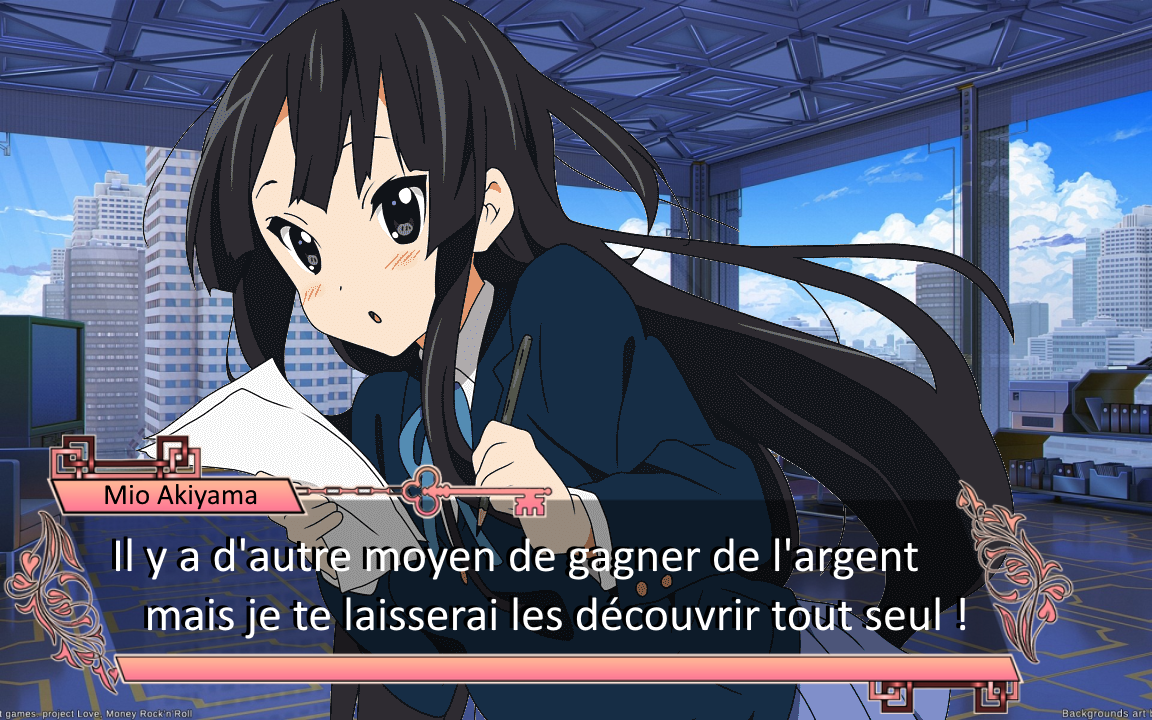 Mio Akiyama
Il y a d'autre moyen de gagner de l'argent
mais je te laisserai les découvrir tout seul !
t games. project Love, Money Rock'n'Roll
Backgrounds art b